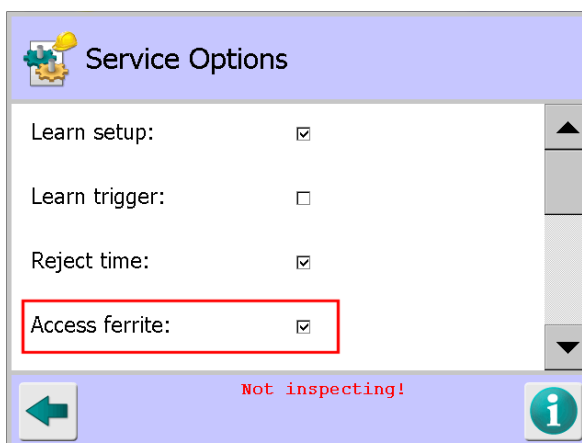 Service Options
Learn setup:
Learn trigger:
Reject time:
Access ferrite:
Not inspecting!